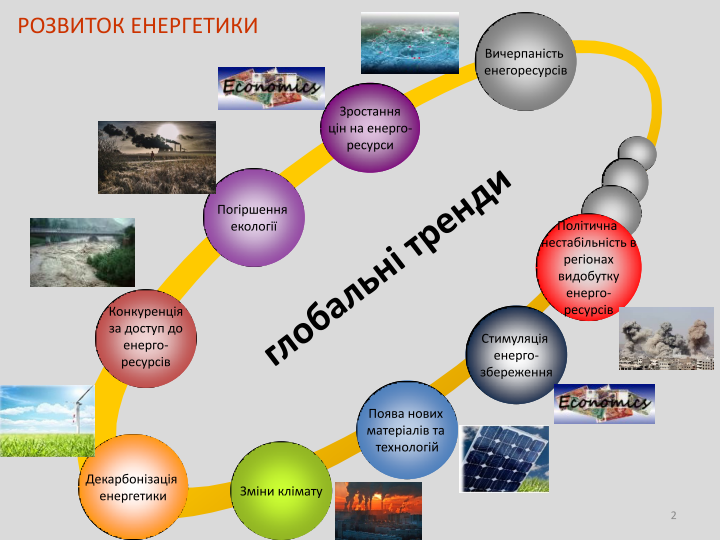 РОЗВИТОК ЕНЕРГЕТИКИ
Вичерпаність
енегоресурсів
Economics
Зростання
цін на енерго-
ресурси
Погіршення
екології
глобальні тренди
Політична
нестабільність в
регіонах
видобутку
енерго-
ресурсів
Конкуренція
за доступ до
енерго-
ресурсів
Стимуляція
енерго-
збереження
Economics
Поява нових
матеріалів та
технологій
Декарбонізація
енергетики
Зміни клімату
2